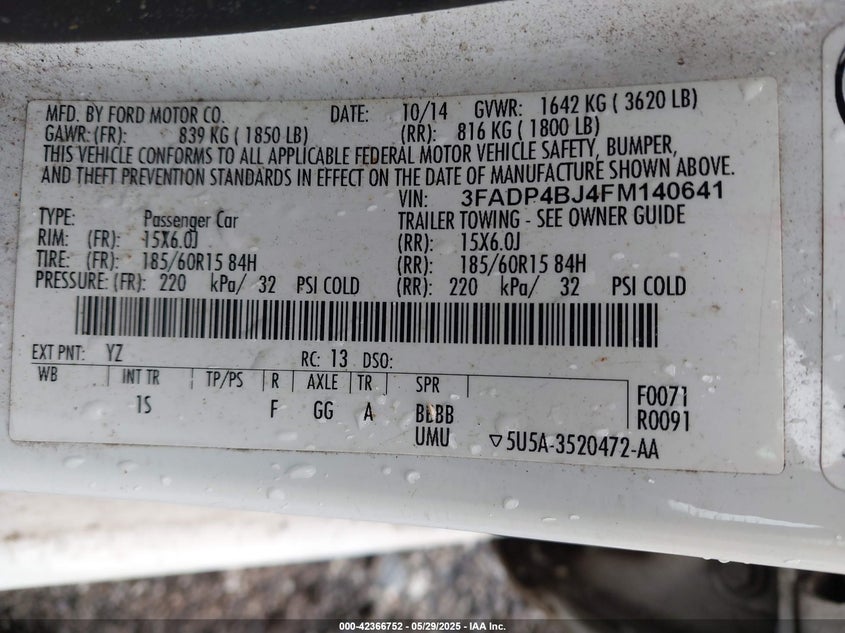 MFD. BY FORD MOTOR CO. DATE: 10/14 GVWR: 1642 KG ( 3620 LB)
GAWR: (FR): 839 KG ( 1850 LB) (RR): 816 KG ( 1800 LB)
THIS VEHICLE CONFORMS TO ALL APPLICABLE FEDERAL MOTOR VEHICLE SAFETY, BUMPER,
AND THEFT PREVENTION STANDARDS IN EFFECT ON THE DATE OF MANUFACTURE SHOWN ABOVE.
VIN: 3FADP4BJ4FM140641
TYPE: Passenger Car TRAILER TOWING - SEE OWNER GUIDE
RIM: (FR): 15X6.0J (RR): 15X6.0J
TIRE: (FR): 185/60R15 84H (RR): 185/60R15 84H
PRESSURE: (FR): 220 kPa/ 32 PSI COLD (RR): 220 kPa/ 32 PSI COLD
EXT PNT: YZ RC: 13 DSO:
WB INT TR TP/PS R AXLE TR SPR F0071
1S F GG A BBBB R0091
UMU ▽5U5A-3520472-AA
000-42366752 - 05/29/2025 - IAA Inc.